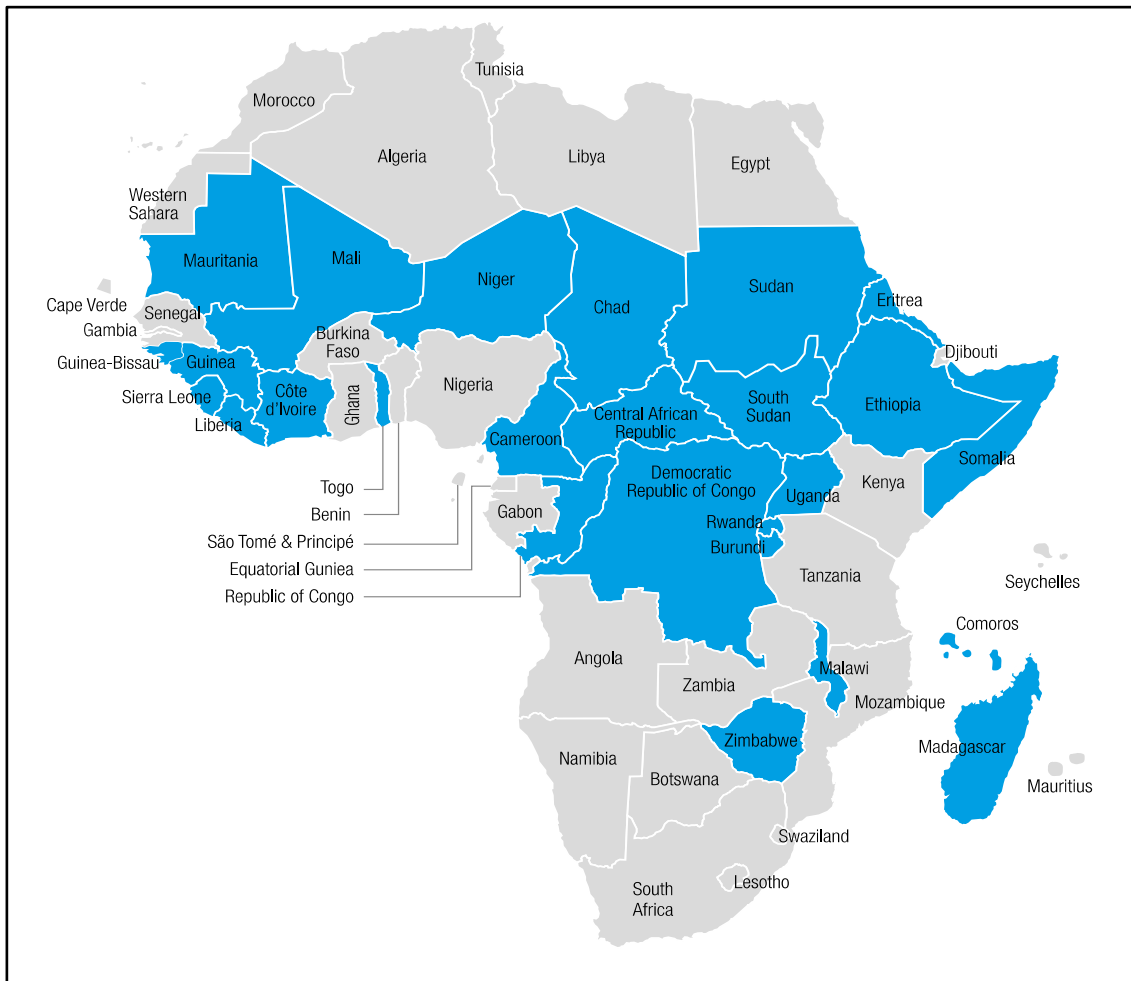 Tunisia
Morocco
Algeria
Libya
Egypt
Western
Sahara
Mauritania
Mali
Niger
Chad
Sudan
Eritrea
Cape Verde
Senegal
Gambia
Burkina
Faso
Djibouti
Guinea-Bissau
Guinea
Nigeria
Sierra Leone
Côte
d'Ivoire
Ghana
South
Sudan
Ethiopia
Liberia
Central African
Republic
Cameroon
Somalia
Democratic
Republic of Congo
Uganda
Kenya
Togo
Benin
Gabon
Rwanda
Burundi
São Tomé & Principé
Equatorial Guniea
Republic of Congo
Tanzania
Seychelles
Comoros
Angola
Malawi
Zambia
Mozambique
Zimbabwe
Madagascar
Namibia
Botswana
Mauritius
Swaziland
Lesotho
South
Africa